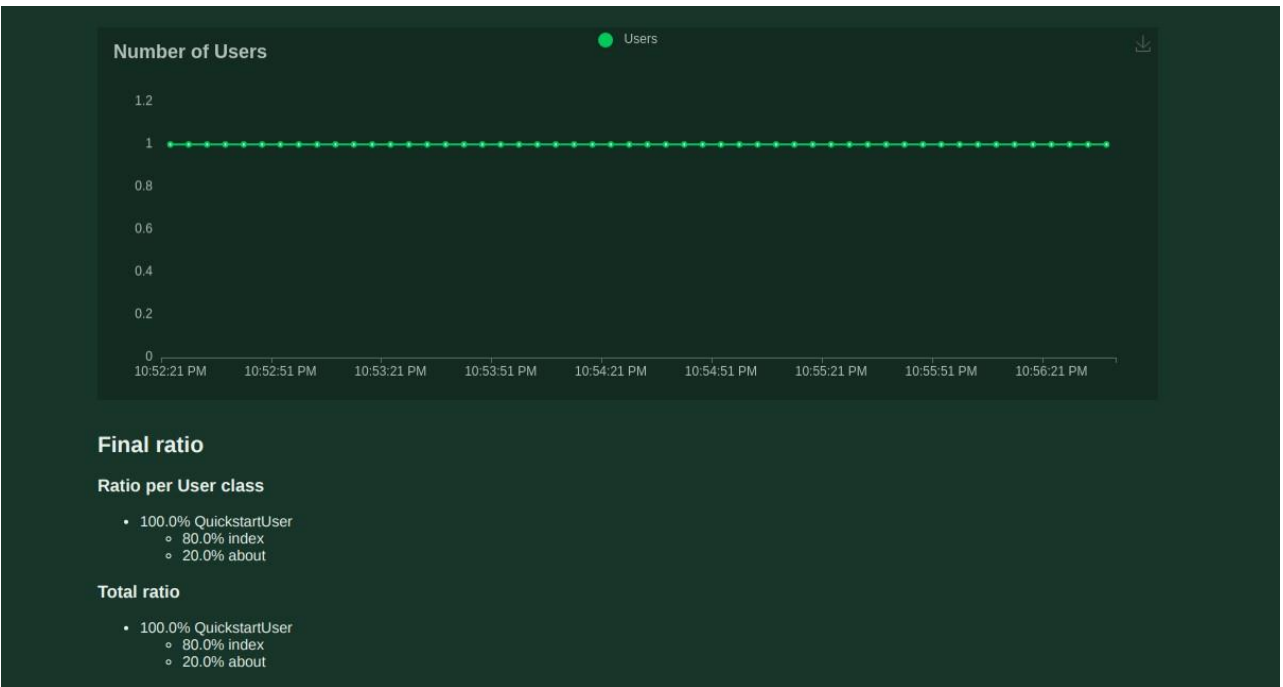 Number of Users
Users
1.2
1
0.8
0.6
0.4
0.2
0
10:52:21 PM 10:52:51 PM 10:53:21 PM 10:53:51 PM 10:54:21 PM 10:54:51 PM 10:55:21 PM 10:55:51 PM 10:56:21 PM
Final ratio
Ratio per User class
• 100.0% QuickstartUser
◦ 80.0% index
◦ 20.0% about
Total ratio
• 100.0% QuickstartUser
◦ 80.0% index
◦ 20.0% about